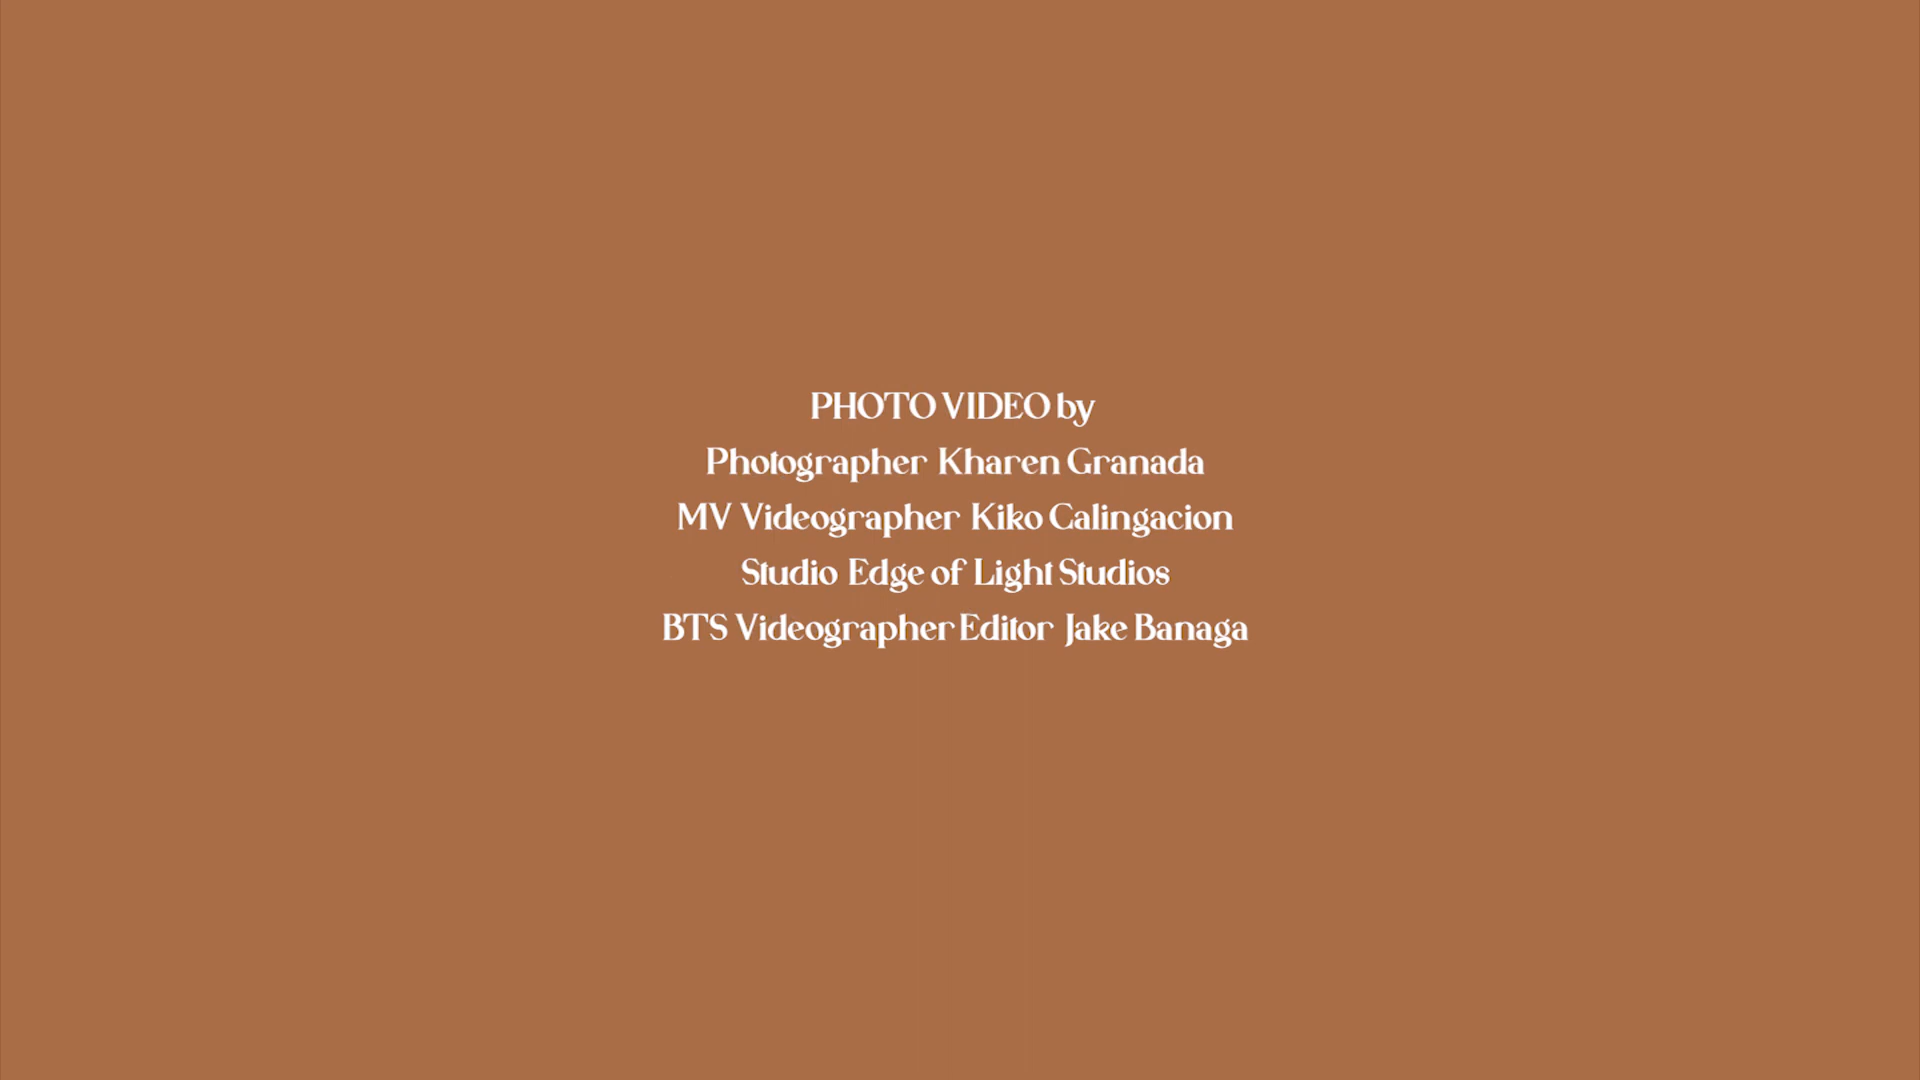 PHOTO VIDEO by
Photographer Kharen Granada
MV Videographer Kiko Calingacion
Studio Edge of Light Studios
BTS Videographer Editor Jake Banaga